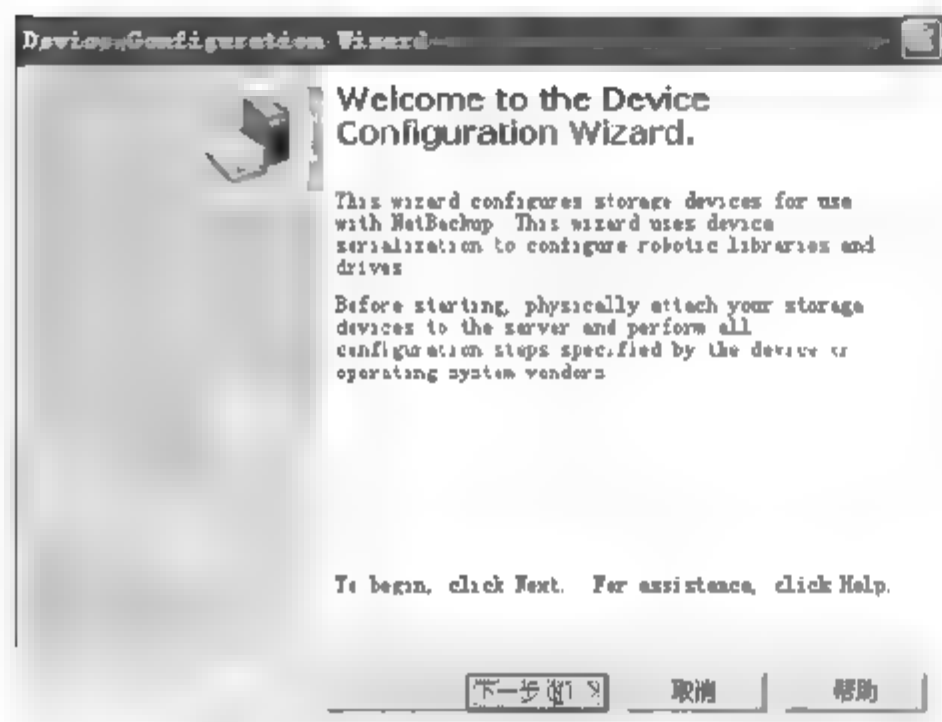 Device Configuration Wizard
Welcome to the Device
Configuration Wizard.
This wizard configures storage devices for use
with NetBackup This wizard uses device
serialization to configure robotic libraries and
drives
Before starting, physically attach your storage
devices to the server and perform all
configuration steps specified by the device or
operating system vendors
To begin, click Next. For assistance, click Help.
下一步(N) >
取消
帮助